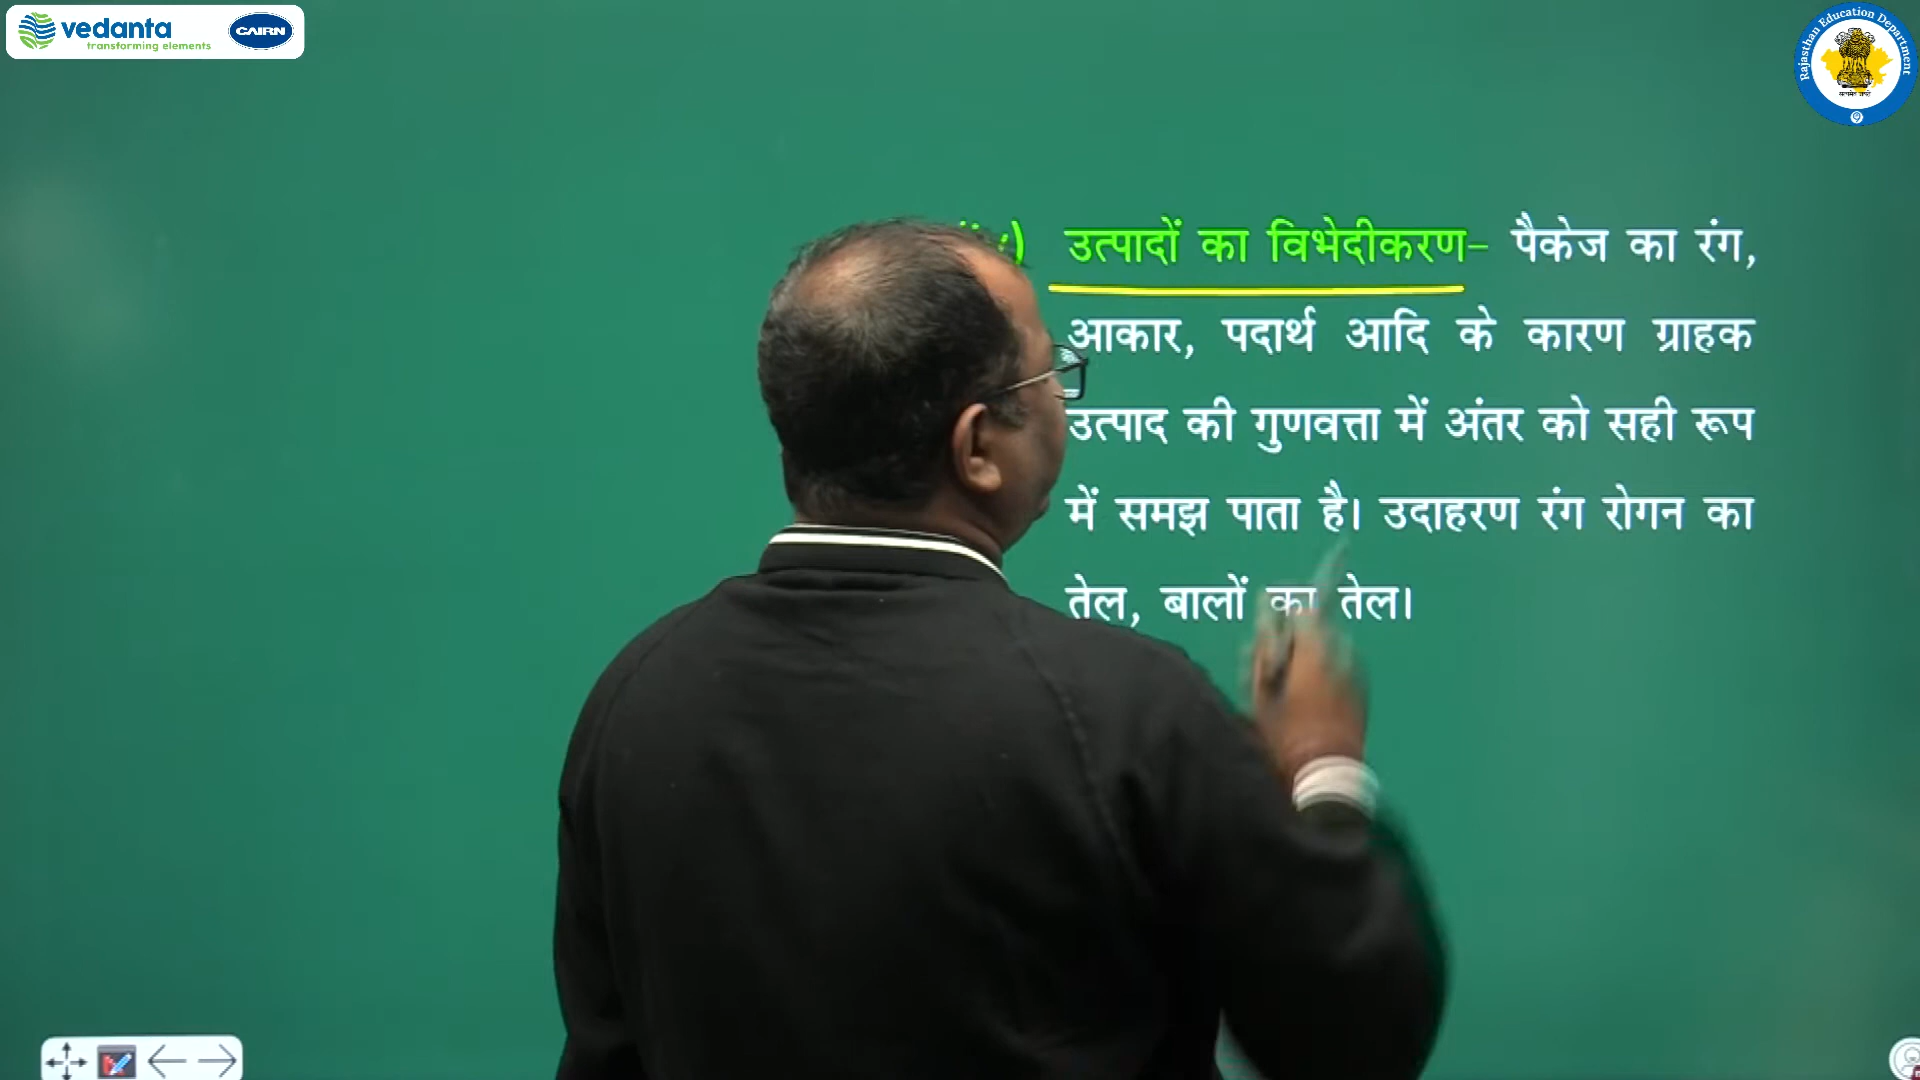 vedanta
transforming elements
CAIRN
Rajasthan Education Department
उत्पादों का विभेदीकरण– पैकेज का रंग,
आकार, पदार्थ आदि के कारण ग्राहक
उत्पाद की गुणवत्ता में अंतर को सही रूप
में समझ पाता है। उदाहरण रंग रोगन का
तेल, बालों का तेल।